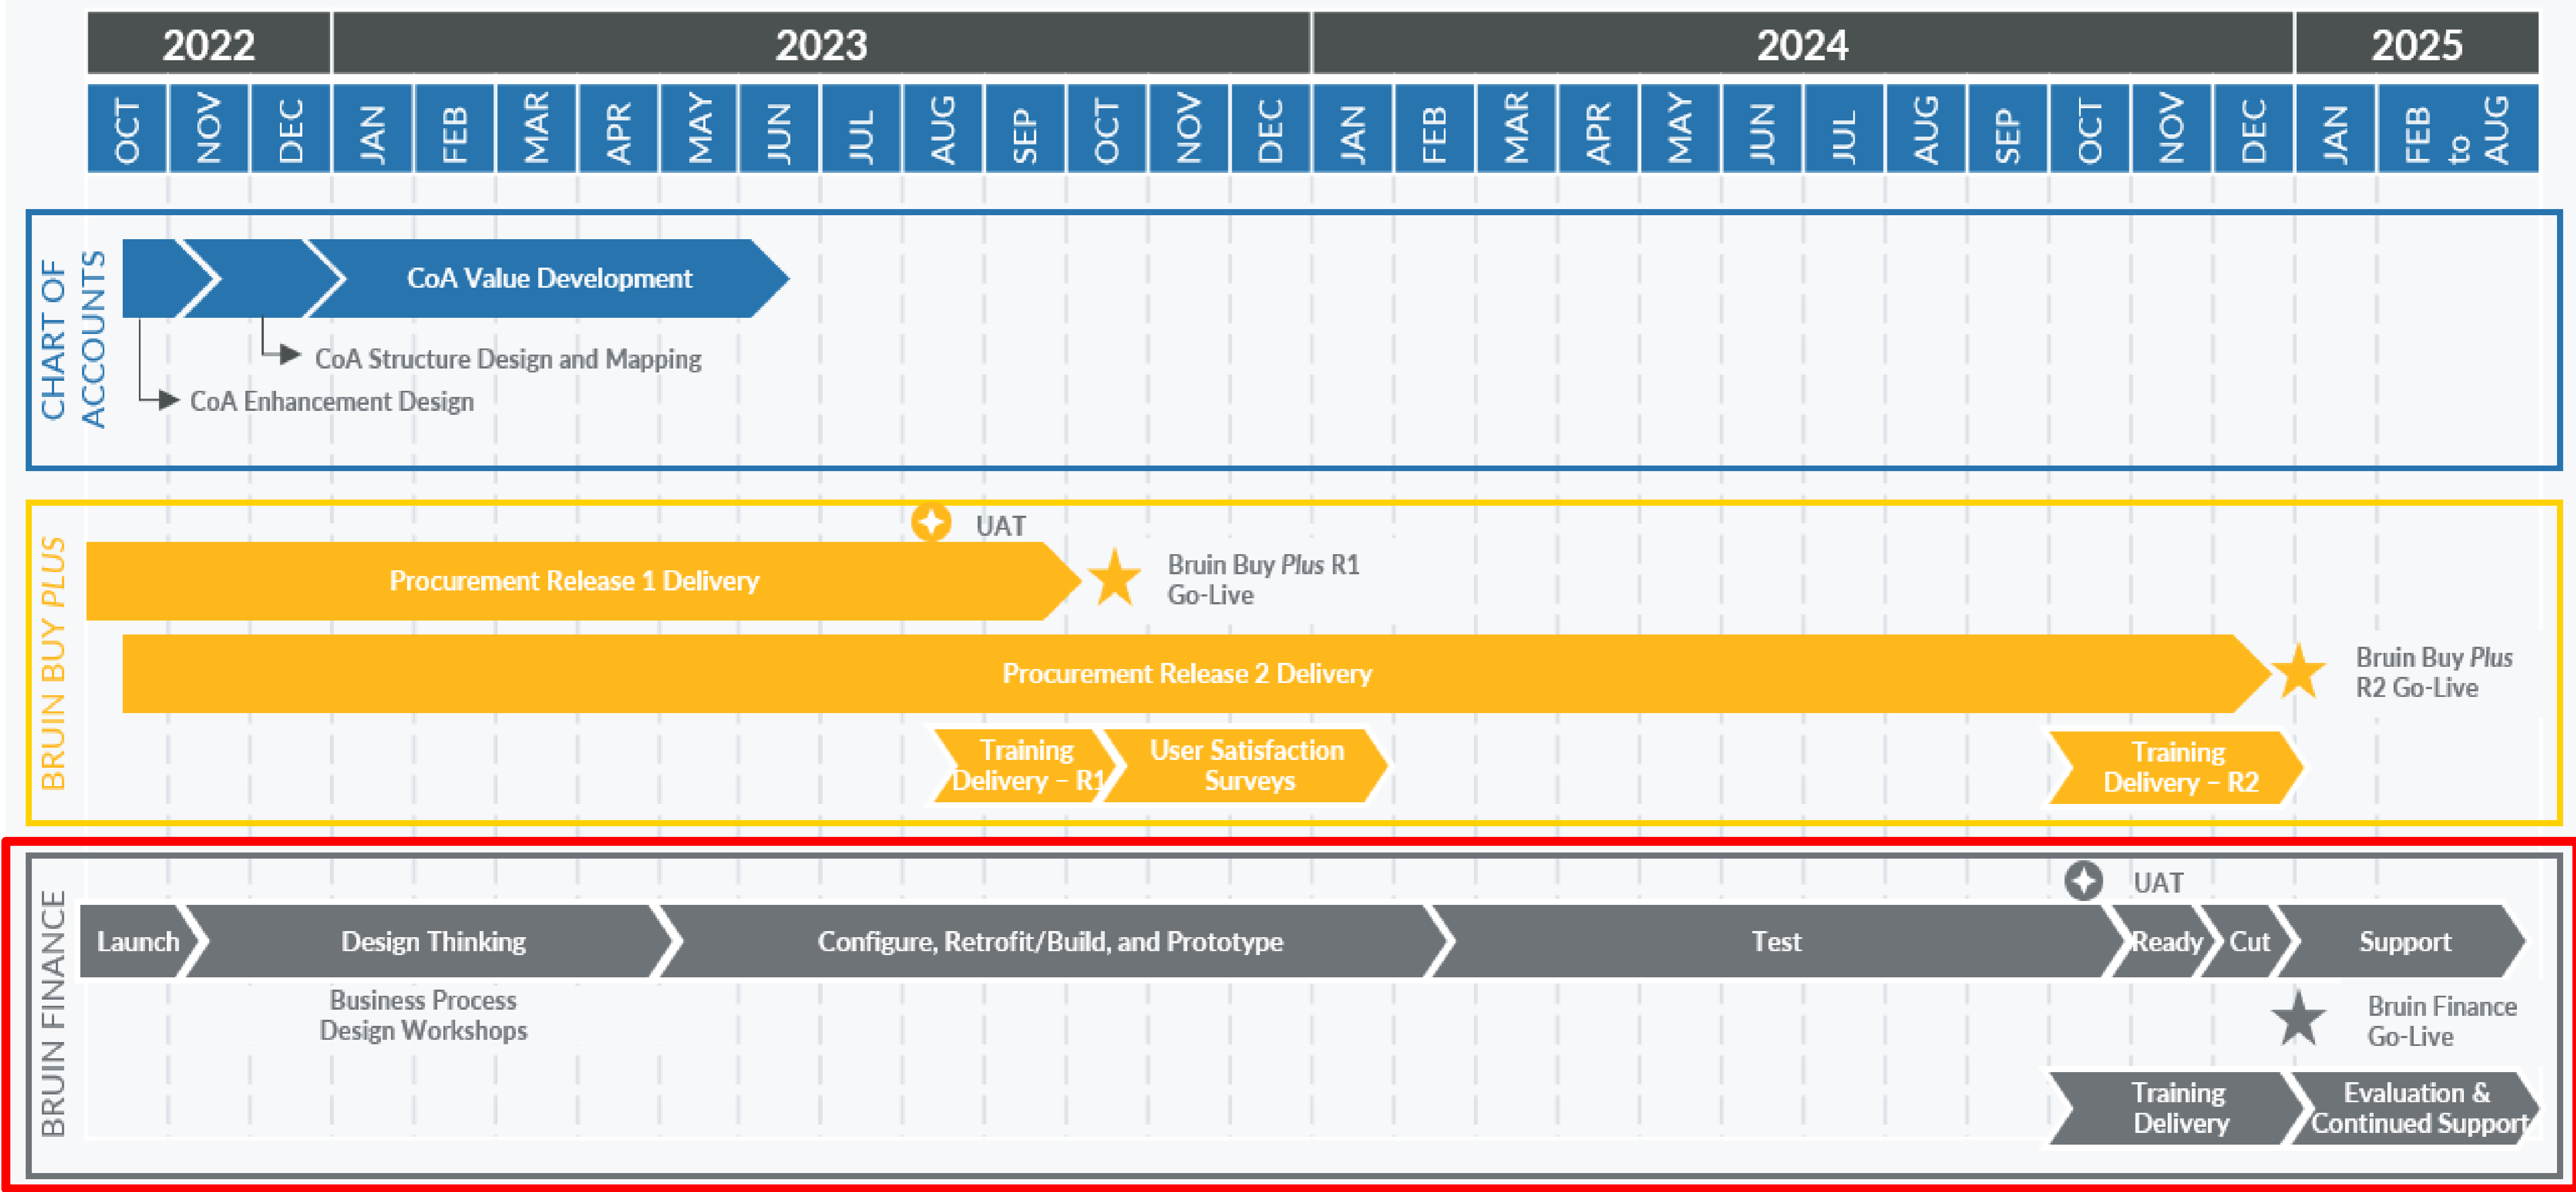 2022 2023 2024 2025
OCT NOV DEC JAN FEB MAR APR MAY JUN JUL AUG SEP OCT NOV DEC JAN FEB MAR APR MAY JUN JUL AUG SEP OCT NOV DEC JAN FEB to AUG
CHART OF
ACCOUNTS
CoA Value Development
CoA Structure Design and Mapping
CoA Enhancement Design
BRUIN BUY PLUS
UAT
Procurement Release 1 Delivery
Bruin Buy Plus R1
Go-Live
Procurement Release 2 Delivery
Bruin Buy Plus
R2 Go-Live
Training
Delivery – R1
User Satisfaction
Surveys
Training
Delivery – R2
BRUIN FINANCE
UAT
Launch
Design Thinking
Configure, Retrofit/Build, and Prototype
Test
Ready
Cut
Support
Business Process
Design Workshops
Bruin Finance
Go-Live
Training
Delivery
Evaluation &
Continued Support